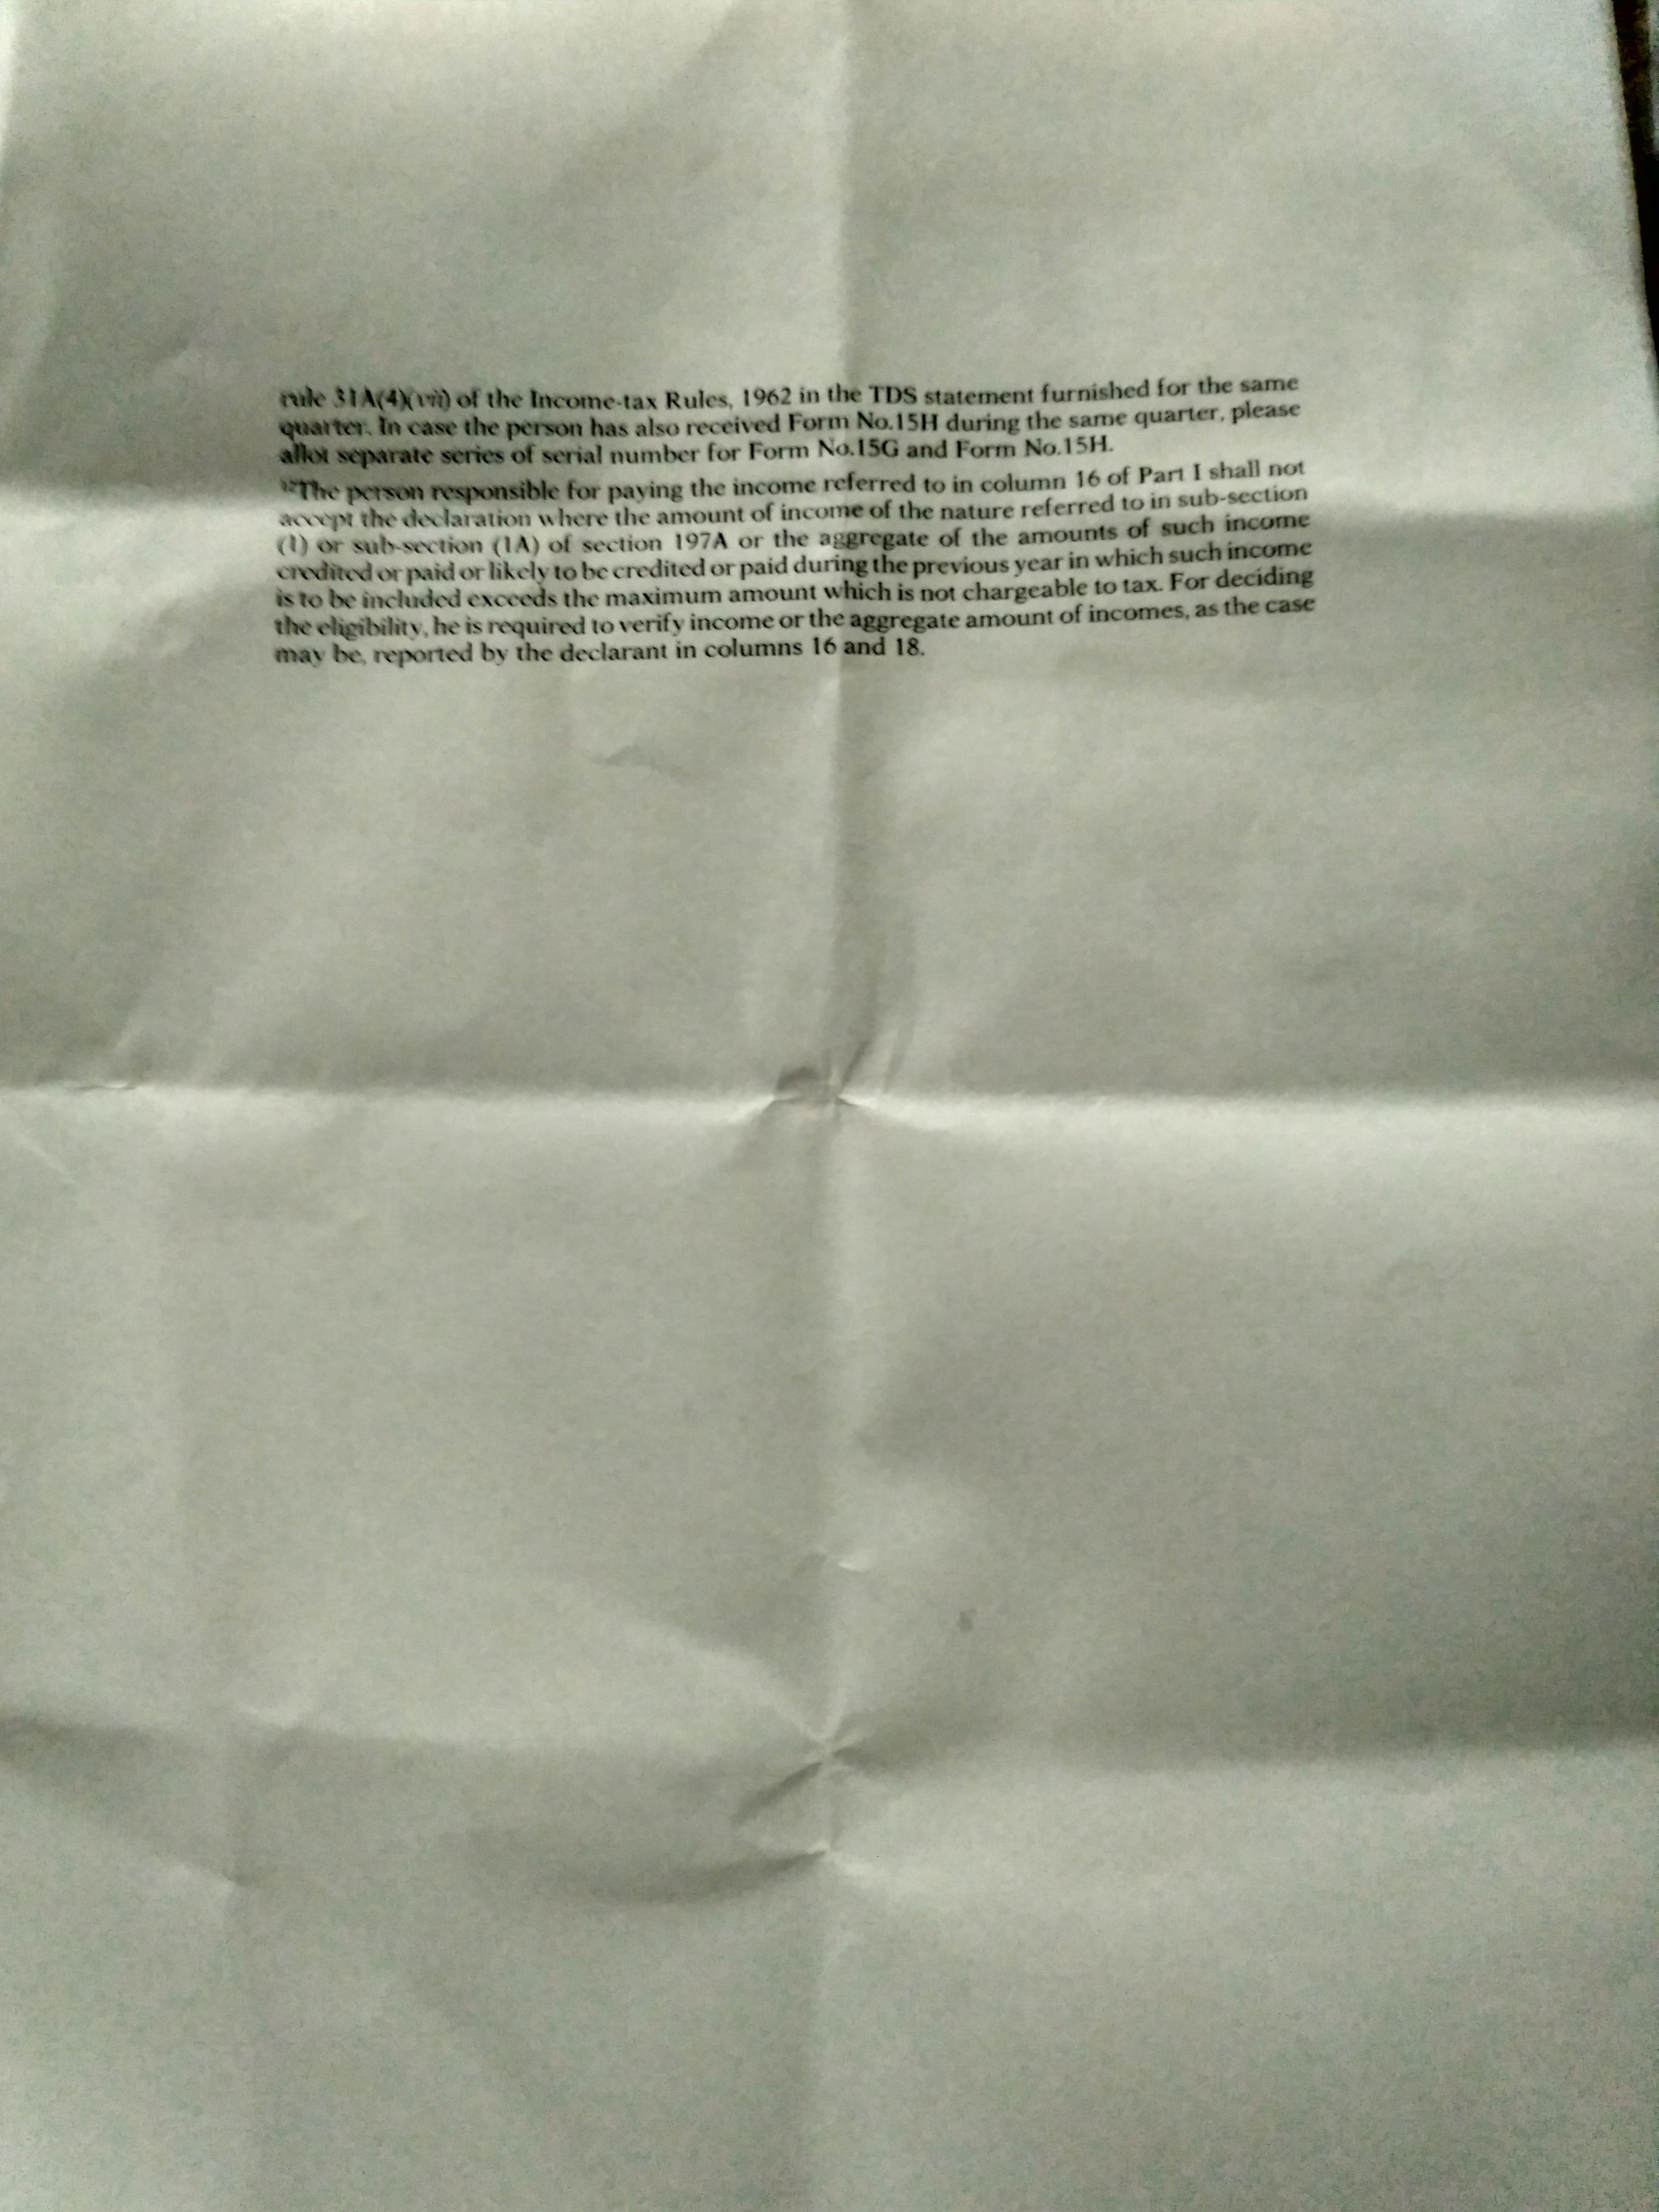 rule 31A(4)(vii) of the Income-tax Rules, 1962 in the TDS statement furnished for the same
quarter. In case the person has also received Form No.15H during the same quarter, please
allot separate series of serial number for Form No.15G and Form No.15H.
The person responsible for paying the income referred to in column 16 of Part I shall not
accept the declaration where the amount of income of the nature referred to in sub-section
(1) or sub-section (1A) of section 197A or the aggregate of the amounts of such income
credited or paid or likely to be credited or paid during the previous year in which such income
is to be included exceeds the maximum amount which is not chargeable to tax. For deciding
the eligibility, he is required to verify income or the aggregate amount of incomes, as the case
may be, reported by the declarant in columns 16 and 18.